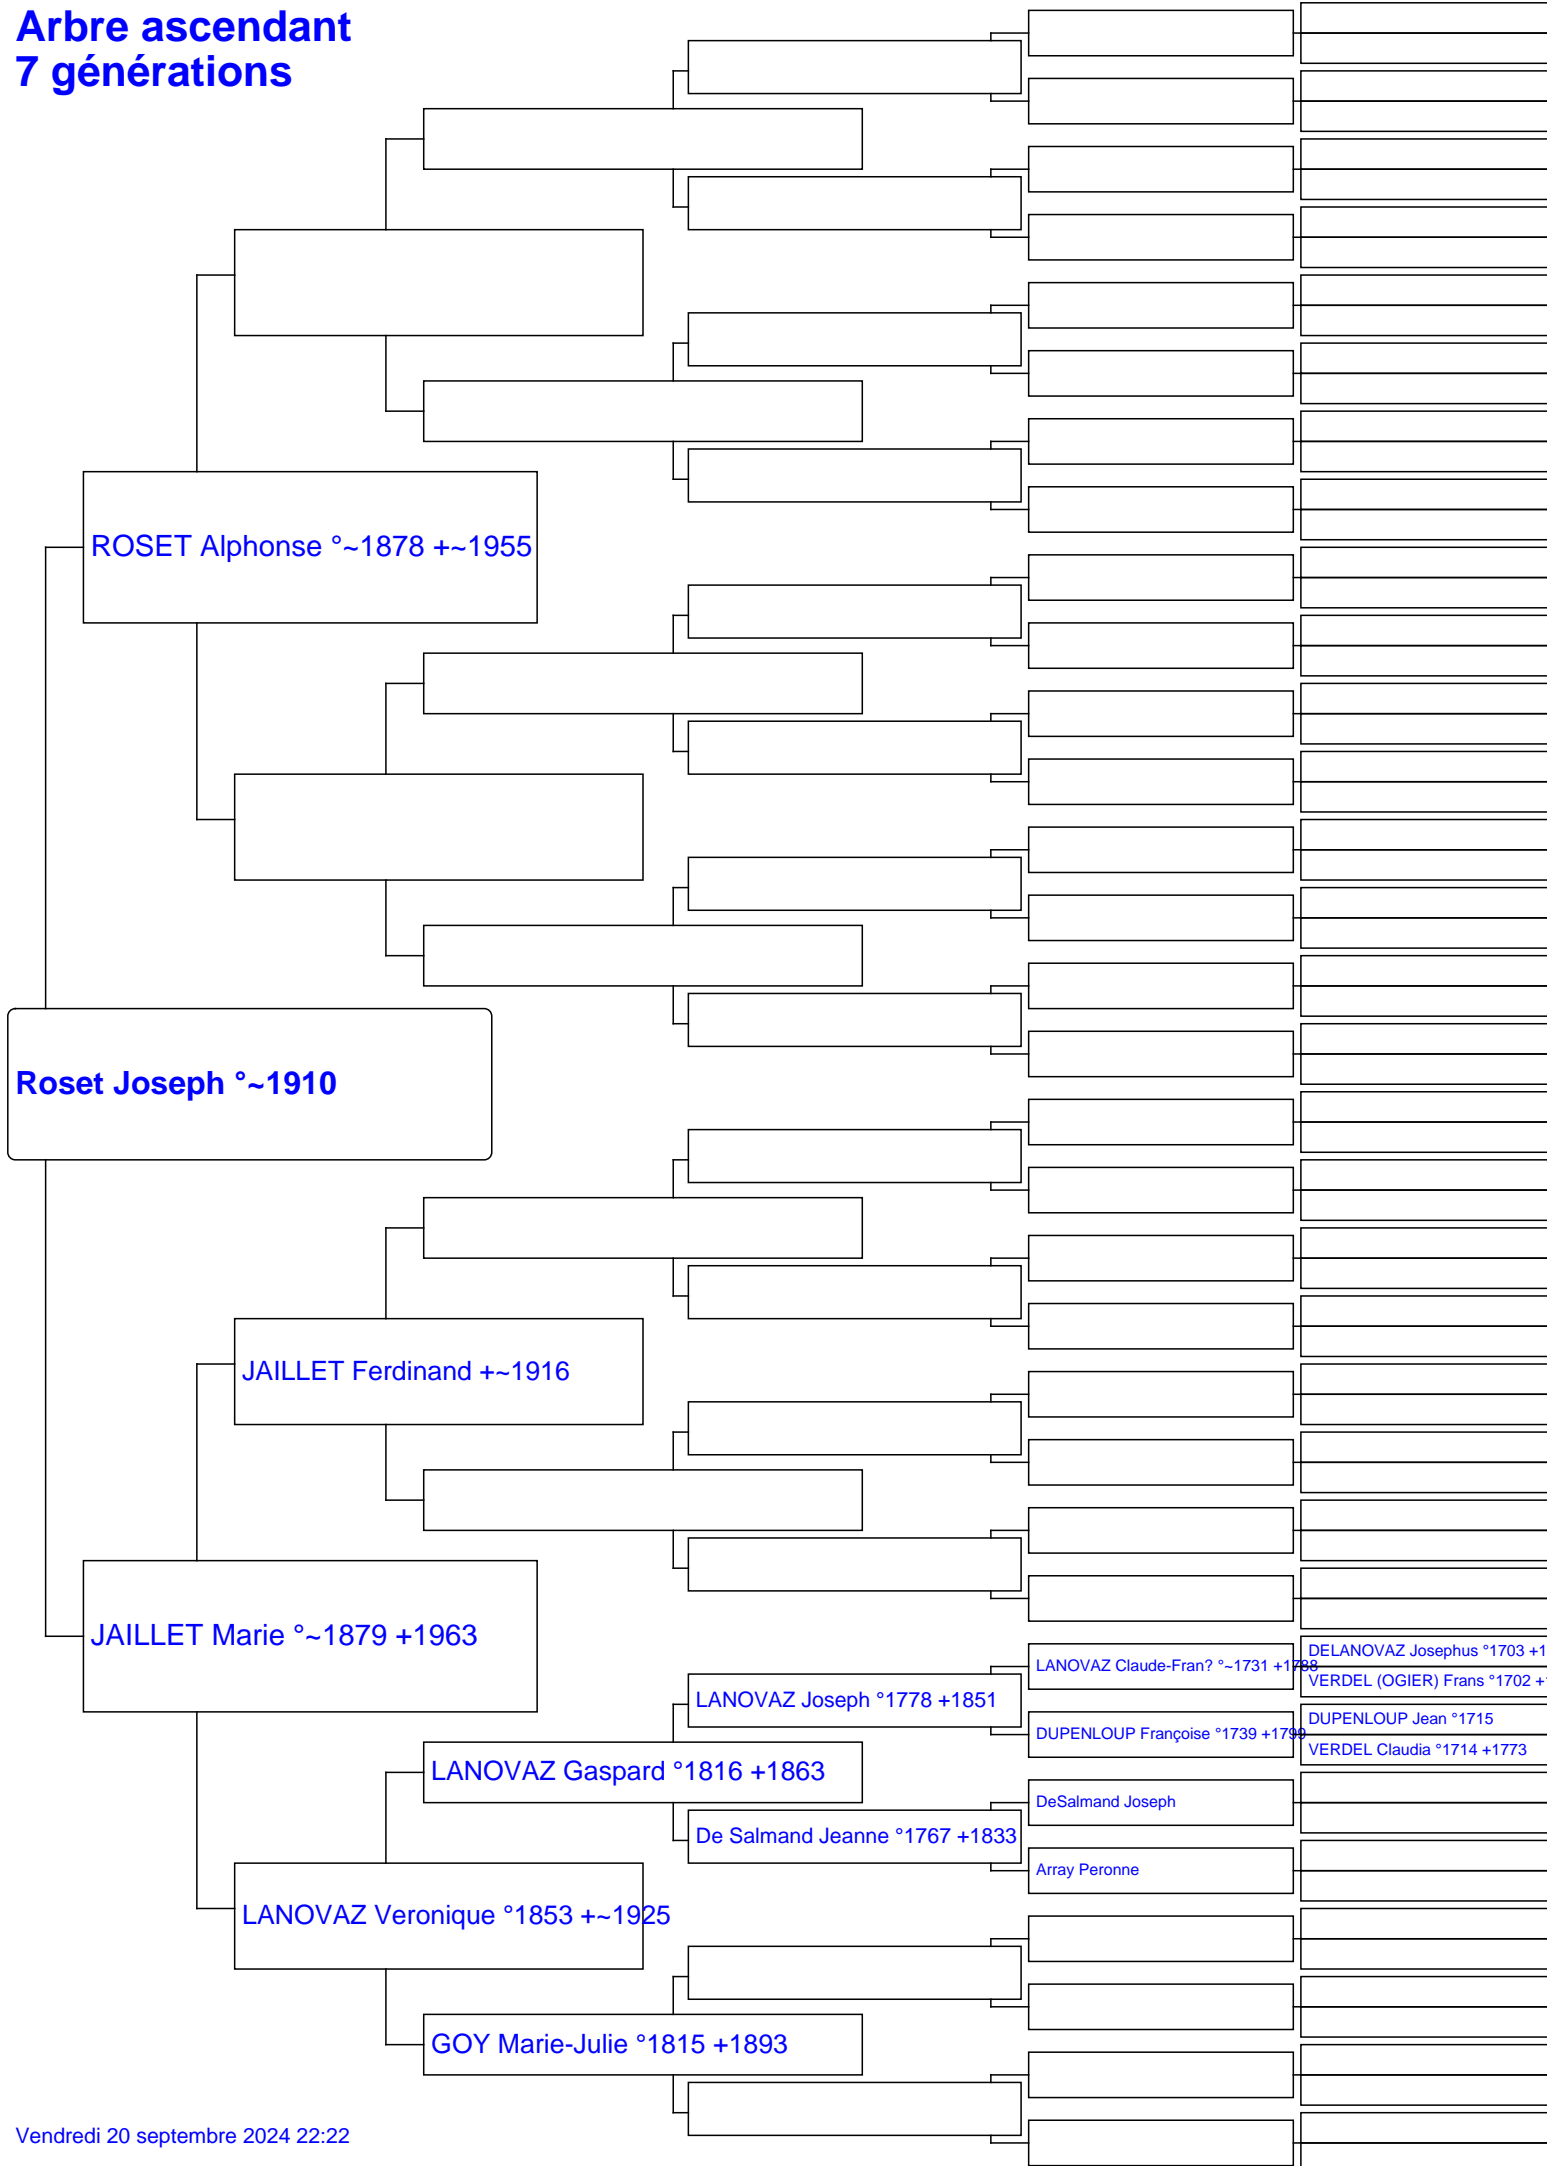 Arbre ascendant
7 générations
ROSET Alphonse °~1878 +~1955
Roset Joseph °~1910
JAILLET Ferdinand +~1916
JAILLET Marie °~1879 +1963
DELANOVAZ Josephus °1703 +1
LANOVAZ Claude-Fran? °~1731 +1788
VERDEL (OGIER) Frans °1702 +
LANOVAZ Joseph °1778 +1851
DUPENLOUP Jean °1715
DUPENLOUP Françoise °1739 +1799
VERDEL Claudia °1714 +1773
LANOVAZ Gaspard °1816 +1863
DeSalmand Joseph
De Salmand Jeanne °1767 +1833
Array Peronne
LANOVAZ Veronique °1853 +~1925
GOY Marie-Julie °1815 +1893
Vendredi 20 septembre 2024 22:22